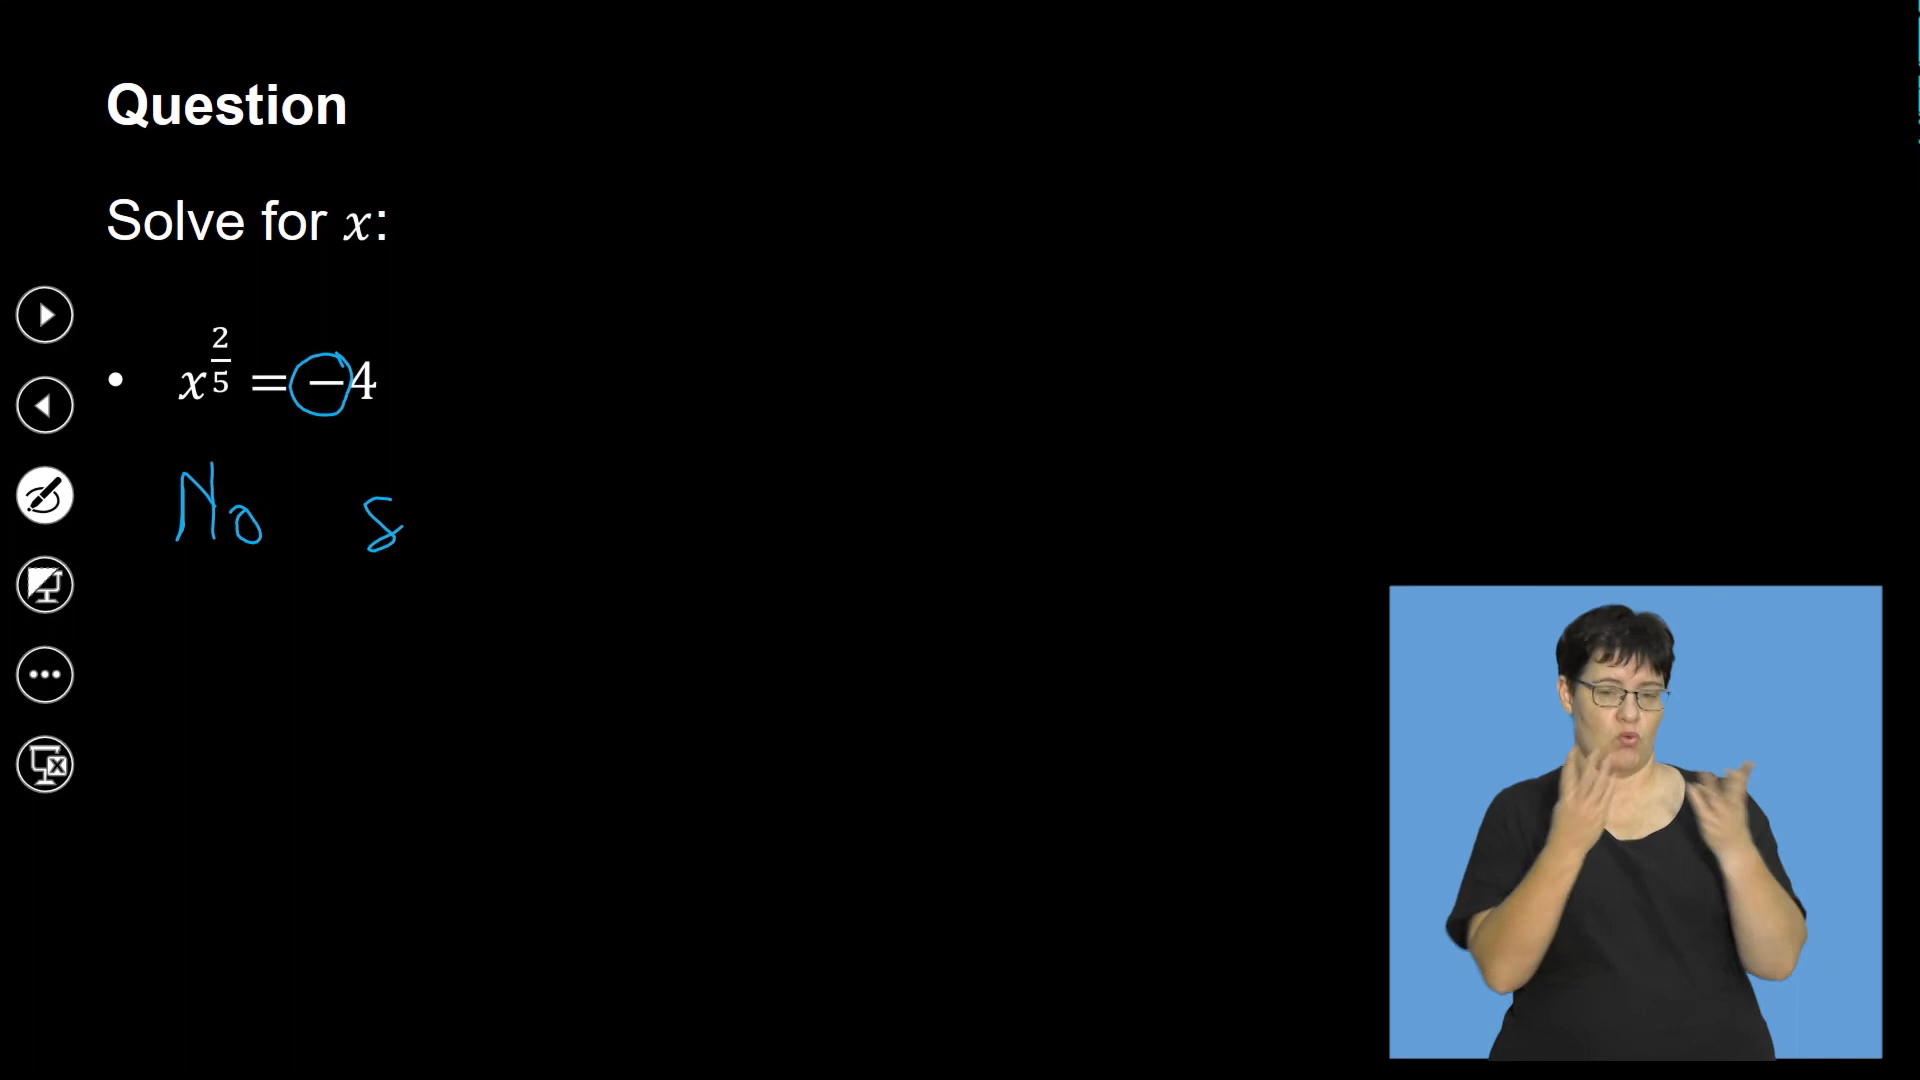 Question
Solve for x:
• x^{2/5} = −4
No s